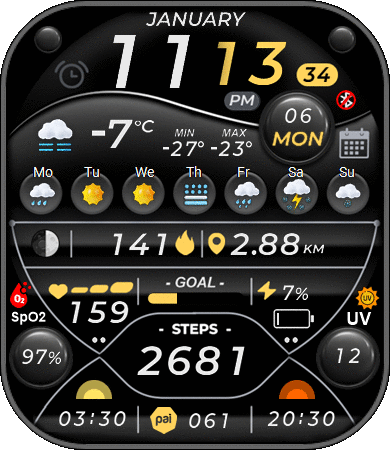 JANUARY
11 13 34
PM
06
MON
-7°C
MIN MAX
-27° -23°
Mo Tu We Th Fr Sa Su
141 2.88 KM
- GOAL -
159 7%
O2 UV
SpO2 UV
- STEPS -
97% 2681 12
03:30 pai 061 20:30